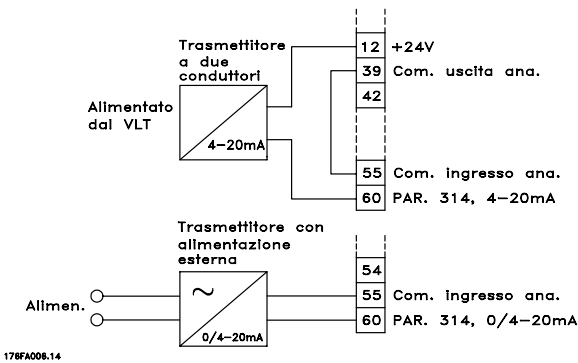 Trasmettitore
a due
conduttori
Alimentato
dal VLT
4-20mA
12 +24V
39 Com. uscita ana.
42
55 Com. ingresso ana.
60 PAR. 314, 4-20mA
Trasmettitore con
alimentazione
esterna
Alimen.
~
0/4-20mA
54
55 Com. ingresso ana.
60 PAR. 314, 0/4-20mA
176FA008.14